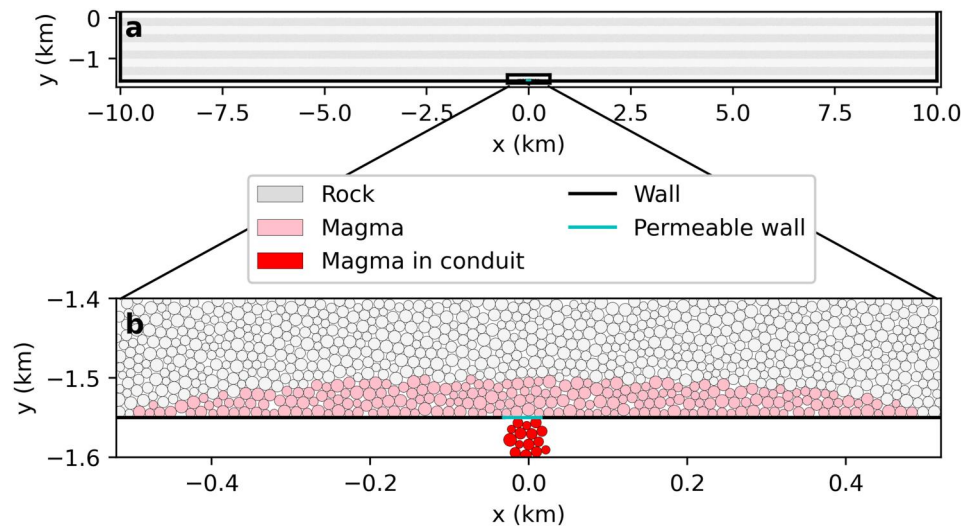 a
y (km)
0
−1
−10.0 −7.5 −5.0 −2.5 0.0 2.5 5.0 7.5 10.0
x (km)
Rock
Magma
Magma in conduit
Wall
Permeable wall
b
y (km)
−1.4
−1.5
−1.6
−0.4 −0.2 0.0 0.2 0.4
x (km)